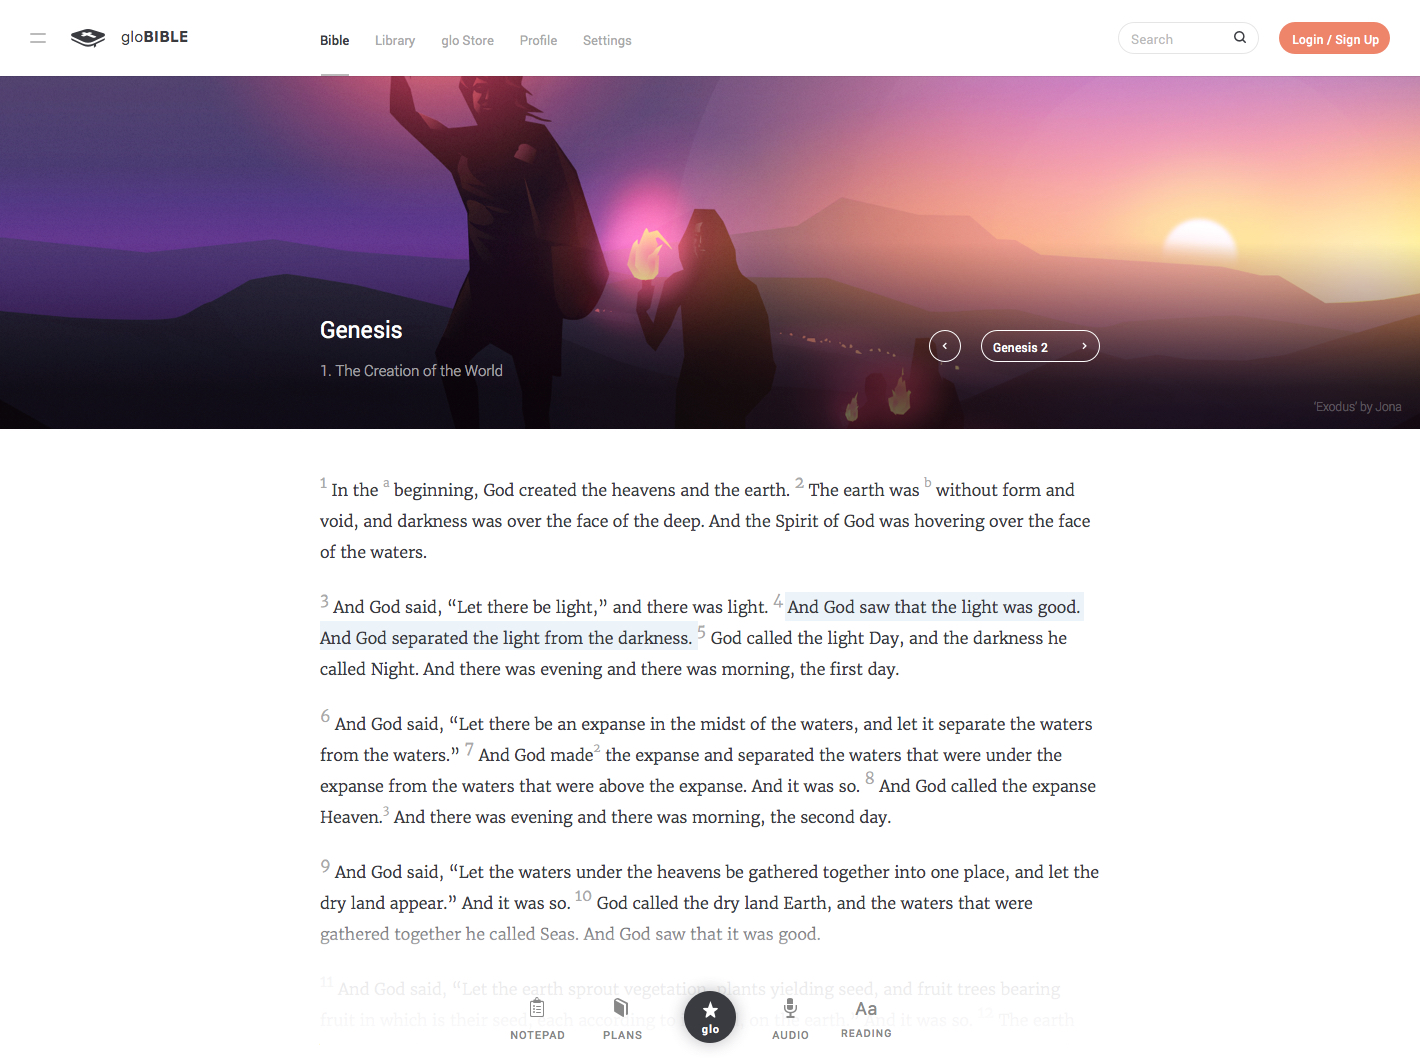 gloBIBLE
Bible Library glo Store Profile Settings
Search
Login / Sign Up
Genesis
1. The Creation of the World
Genesis 2
'Exodus' by Jona
1 In the a beginning, God created the heavens and the earth. 2 The earth was b without form and
void, and darkness was over the face of the deep. And the Spirit of God was hovering over the face
of the waters.
3 And God said, “Let there be light,” and there was light. 4 And God saw that the light was good.
And God separated the light from the darkness. 5 God called the light Day, and the darkness he
called Night. And there was evening and there was morning, the first day.
6 And God said, “Let there be an expanse in the midst of the waters, and let it separate the waters
from the waters.” 7 And God made2 the expanse and separated the waters that were under the
expanse from the waters that were above the expanse. And it was so. 8 And God called the expanse
Heaven.3 And there was evening and there was morning, the second day.
9 And God said, “Let the waters under the heavens be gathered together into one place, and let the
dry land appear.” And it was so. 10 God called the dry land Earth, and the waters that were
gathered together he called Seas. And God saw that it was good.
11 And God said, “Let the earth sprout vegetation, plants yielding seed, and fruit trees bearing
fruit in which is their seed, each according to on the earth.” And it was so. 12 The earth
NOTEPAD
PLANS
glo
AUDIO
Aa
READING